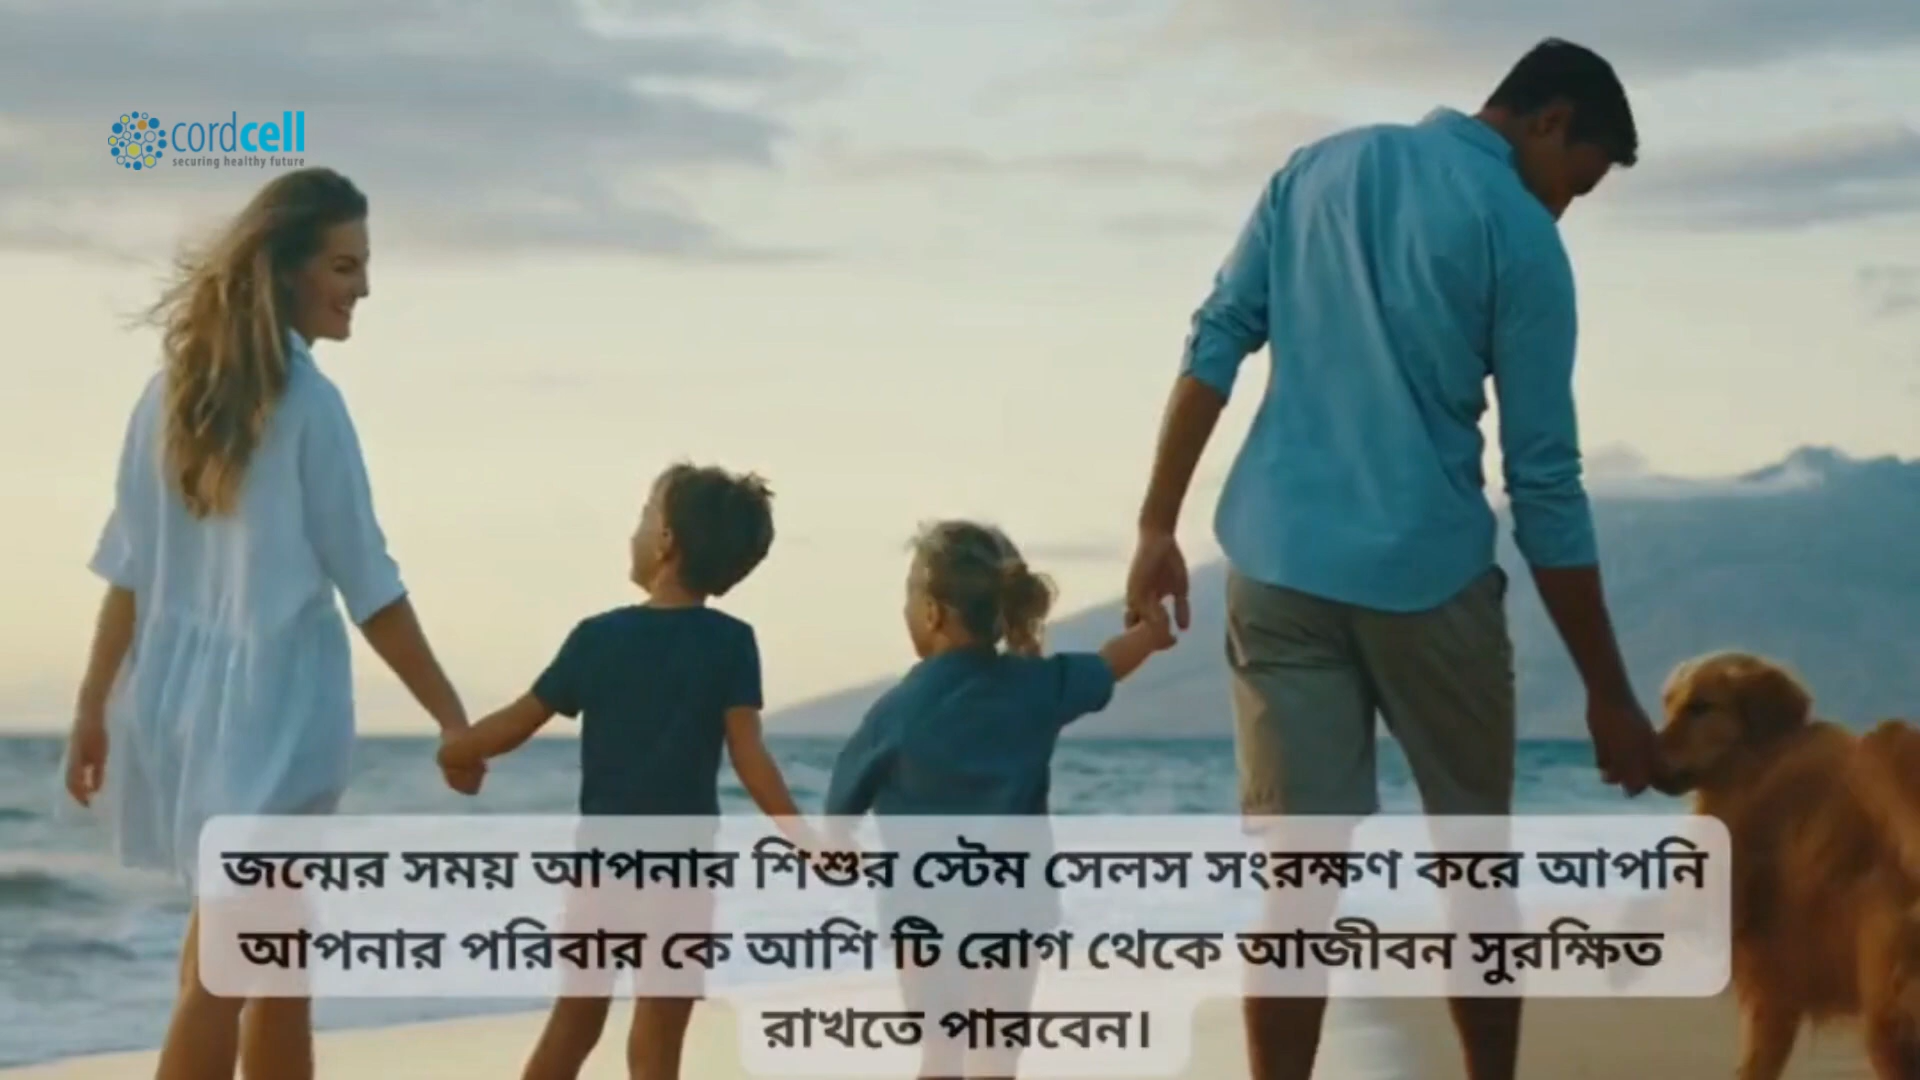 cordcell
securing healthy future
জন্মের সময় আপনার শিশুর স্টেম সেলস সংরক্ষণ করে আপনি
আপনার পরিবার কে আশি টি রোগ থেকে আজীবন সুরক্ষিত
রাখতে পারবেন।